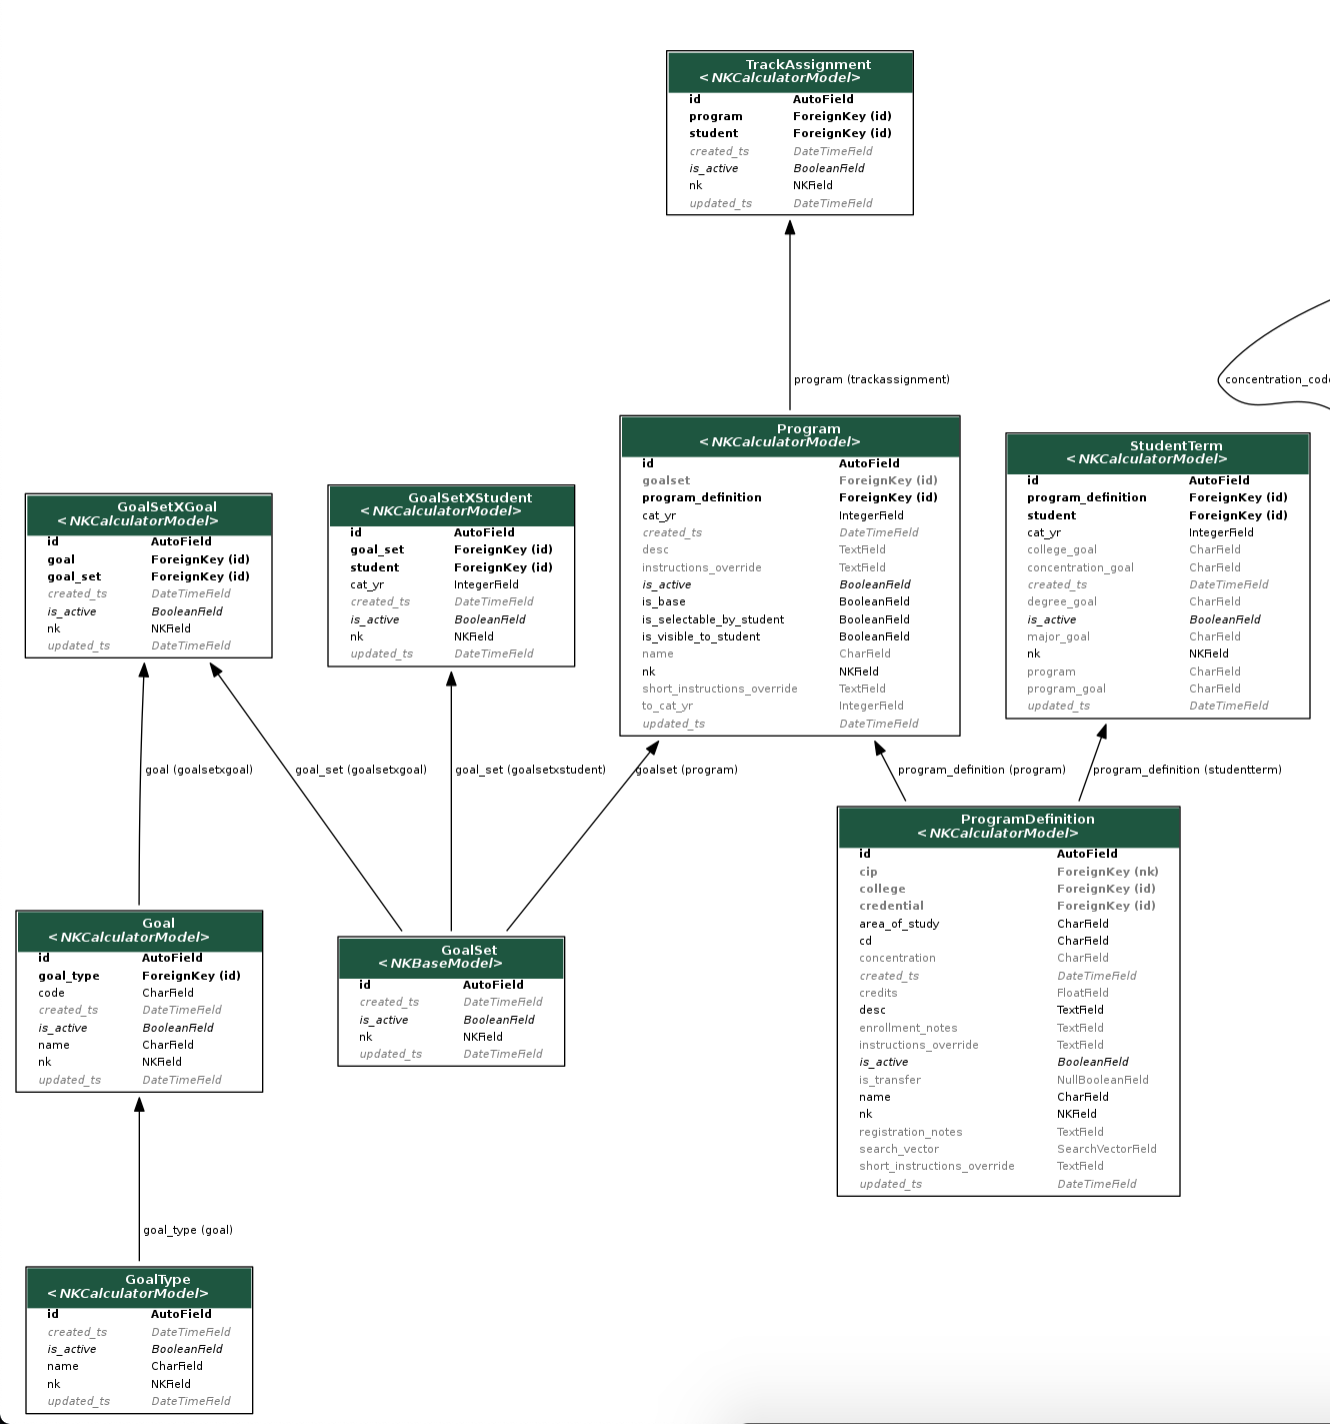 TrackAssignment
<NKCalculatorModel>
id AutoField
program ForeignKey (id)
student ForeignKey (id)
created_ts DateTimeField
is_active BooleanField
nk NKField
updated_ts DateTimeField
program (trackassignment)
concentration_code
Program
<NKCalculatorModel>
id AutoField
goalset ForeignKey (id)
program_definition ForeignKey (id)
cat_yr IntegerField
created_ts DateTimeField
desc TextField
instructions_override TextField
is_active BooleanField
is_base BooleanField
is_selectable_by_student BooleanField
is_visible_to_student BooleanField
name CharField
nk NKField
short_instructions_override TextField
to_cat_yr IntegerField
updated_ts DateTimeField
StudentTerm
<NKCalculatorModel>
id AutoField
program_definition ForeignKey (id)
student ForeignKey (id)
cat_yr IntegerField
college_goal CharField
concentration_goal CharField
created_ts DateTimeField
degree_goal CharField
is_active BooleanField
major_goal CharField
nk NKField
program CharField
program_goal CharField
updated_ts DateTimeField
GoalSetXGoal
<NKCalculatorModel>
id AutoField
goal ForeignKey (id)
goal_set ForeignKey (id)
created_ts DateTimeField
is_active BooleanField
nk NKField
updated_ts DateTimeField
GoalSetXStudent
<NKCalculatorModel>
id AutoField
goal_set ForeignKey (id)
student ForeignKey (id)
cat_yr IntegerField
created_ts DateTimeField
is_active BooleanField
nk NKField
updated_ts DateTimeField
goal (goalsetxgoal)
goal_set (goalsetxgoal)
goal_set (goalsetxstudent)
goalset (program)
program_definition (program)
program_definition (studentterm)
ProgramDefinition
<NKCalculatorModel>
id AutoField
cip ForeignKey (nk)
college ForeignKey (id)
credential ForeignKey (id)
area_of_study CharField
cd CharField
concentration CharField
created_ts DateTimeField
credits FloatField
desc TextField
enrollment_notes TextField
instructions_override TextField
is_active BooleanField
is_transfer NullBooleanField
name CharField
nk NKField
registration_notes TextField
search_vector SearchVectorField
short_instructions_override TextField
updated_ts DateTimeField
Goal
<NKCalculatorModel>
id AutoField
goal_type ForeignKey (id)
code CharField
created_ts DateTimeField
is_active BooleanField
name CharField
nk NKField
updated_ts DateTimeField
GoalSet
<NKBaseModel>
id AutoField
created_ts DateTimeField
is_active BooleanField
nk NKField
updated_ts DateTimeField
goal_type (goal)
GoalType
<NKCalculatorModel>
id AutoField
created_ts DateTimeField
is_active BooleanField
name CharField
nk NKField
updated_ts DateTimeField